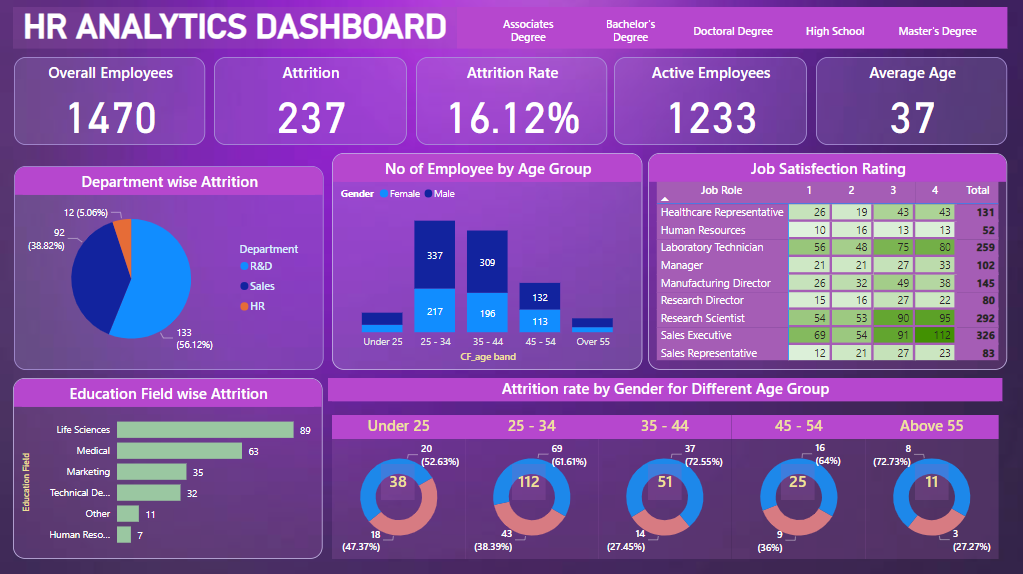 HR ANALYTICS DASHBOARD
Associates
Degree
Bachelor's
Degree
Doctoral Degree
High School
Master's Degree
Overall Employees
1470
Attrition
237
Attrition Rate
16.12%
Active Employees
1233
Average Age
37
Department wise Attrition
12 (5.06%)
92
(38.82%)
133
(56.12%)
Department
R&D
Sales
HR
No of Employee by Age Group
Gender Female Male
337
217
309
196
132
113
Under 25 25 - 34 35 - 44 45 - 54 Over 55
CF_age band
Job Satisfaction Rating
Job Role 1 2 3 4 Total
Healthcare Representative 26 19 43 43 131
Human Resources 10 16 13 13 52
Laboratory Technician 56 48 75 80 259
Manager 21 21 27 33 102
Manufacturing Director 26 32 49 38 145
Research Director 15 16 27 22 80
Research Scientist 54 53 90 95 292
Sales Executive 69 54 91 112 326
Sales Representative 12 21 27 23 83
Education Field wise Attrition
Education Field
Life Sciences 89
Medical 63
Marketing 35
Technical De... 32
Other 11
Human Reso... 7
Attrition rate by Gender for Different Age Group
Under 25
20
(52.63%)
38
18
(47.37%)
25 - 34
69
(61.61%)
112
43
(38.39%)
35 - 44
37
(72.55%)
51
14
(27.45%)
45 - 54
16
(64%)
25
9
(36%)
Above 55
8
(72.73%)
11
3
(27.27%)